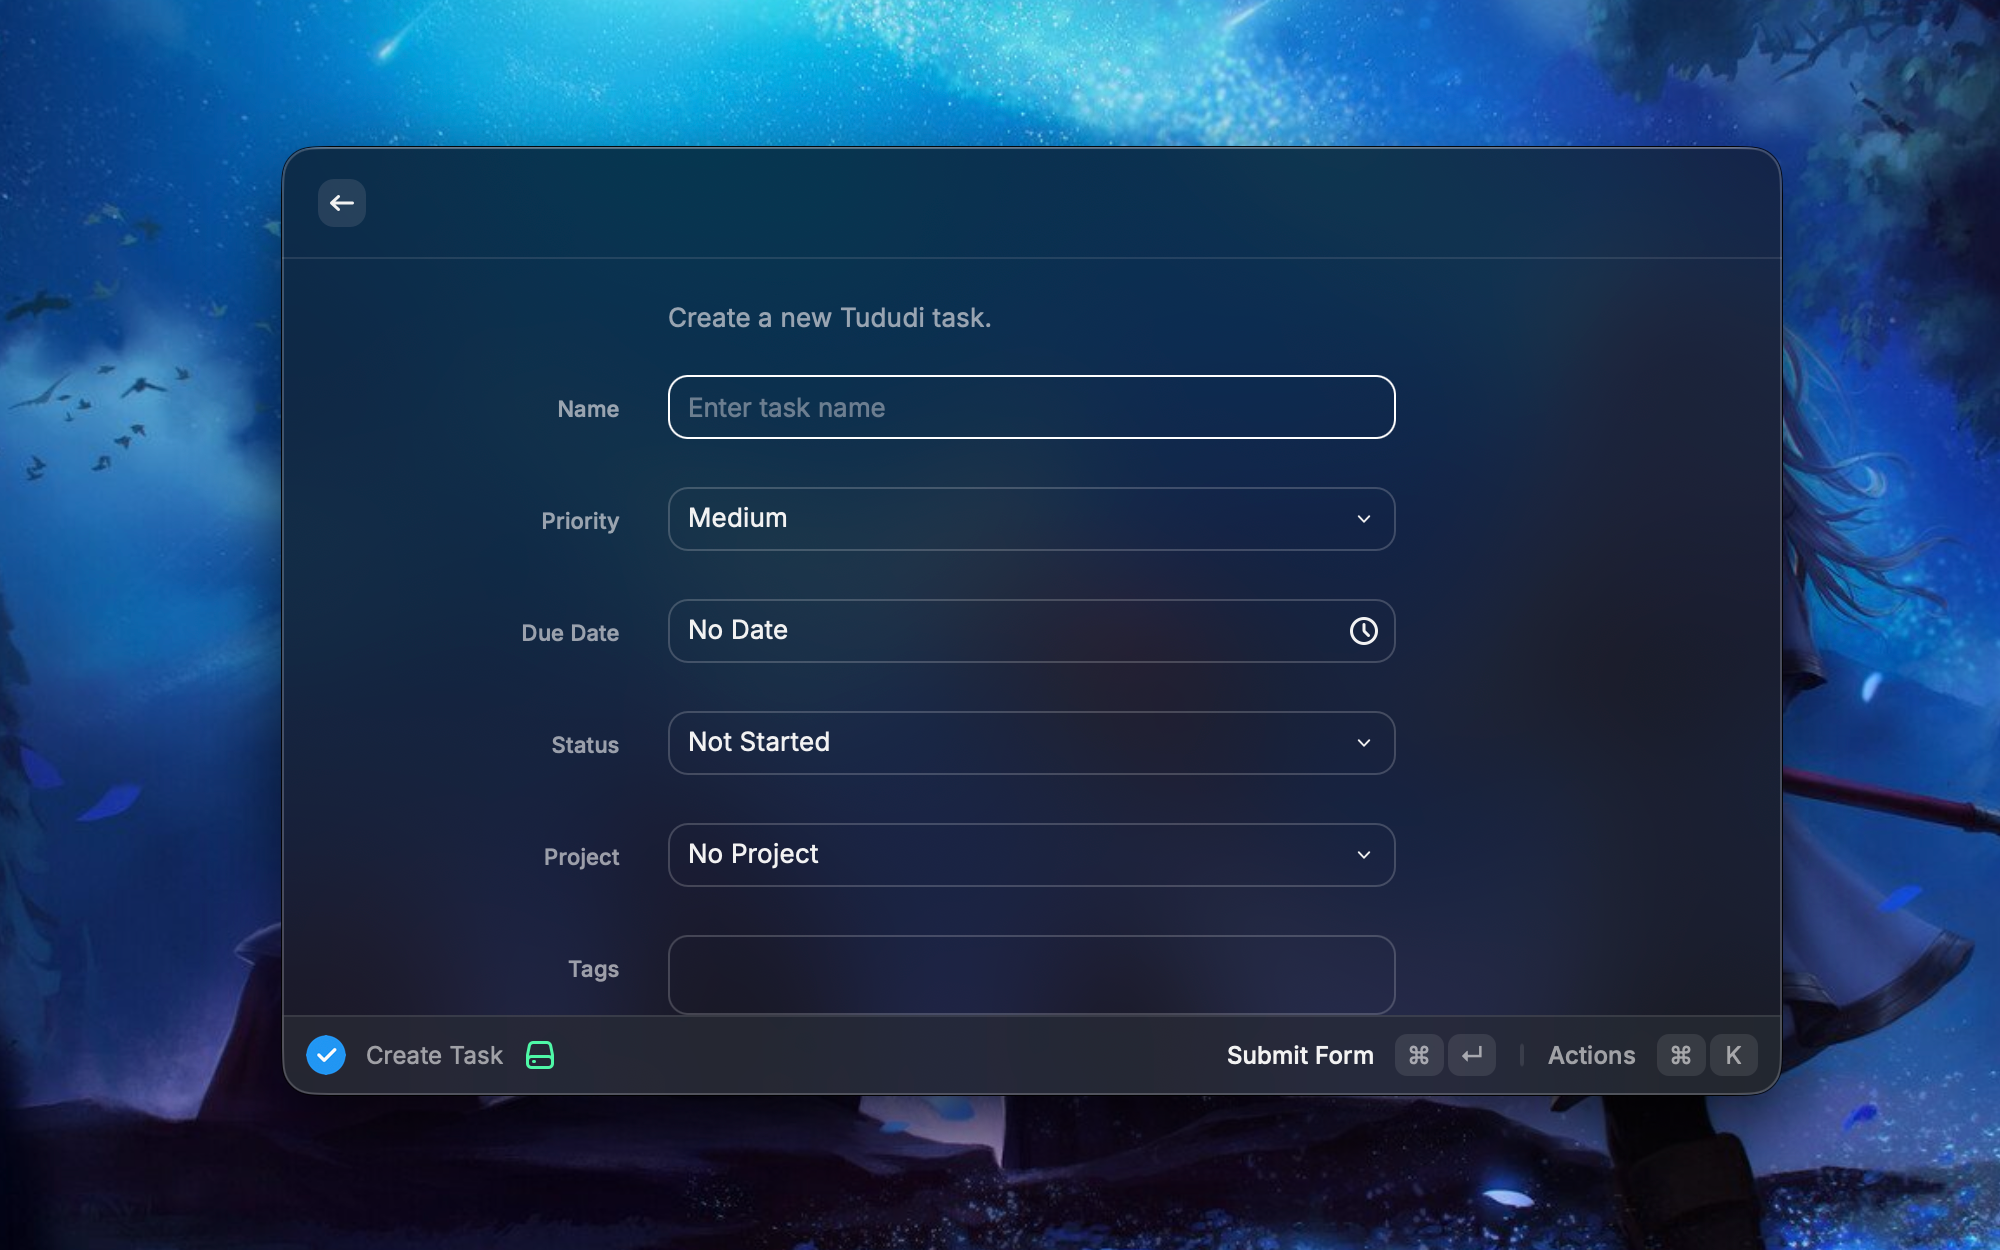 Create a new Tududi task.
Name
Enter task name
Priority
Medium
Due Date
No Date
Status
Not Started
Project
No Project
Tags
Create Task
Submit Form ⌘ ↵ | Actions ⌘ K